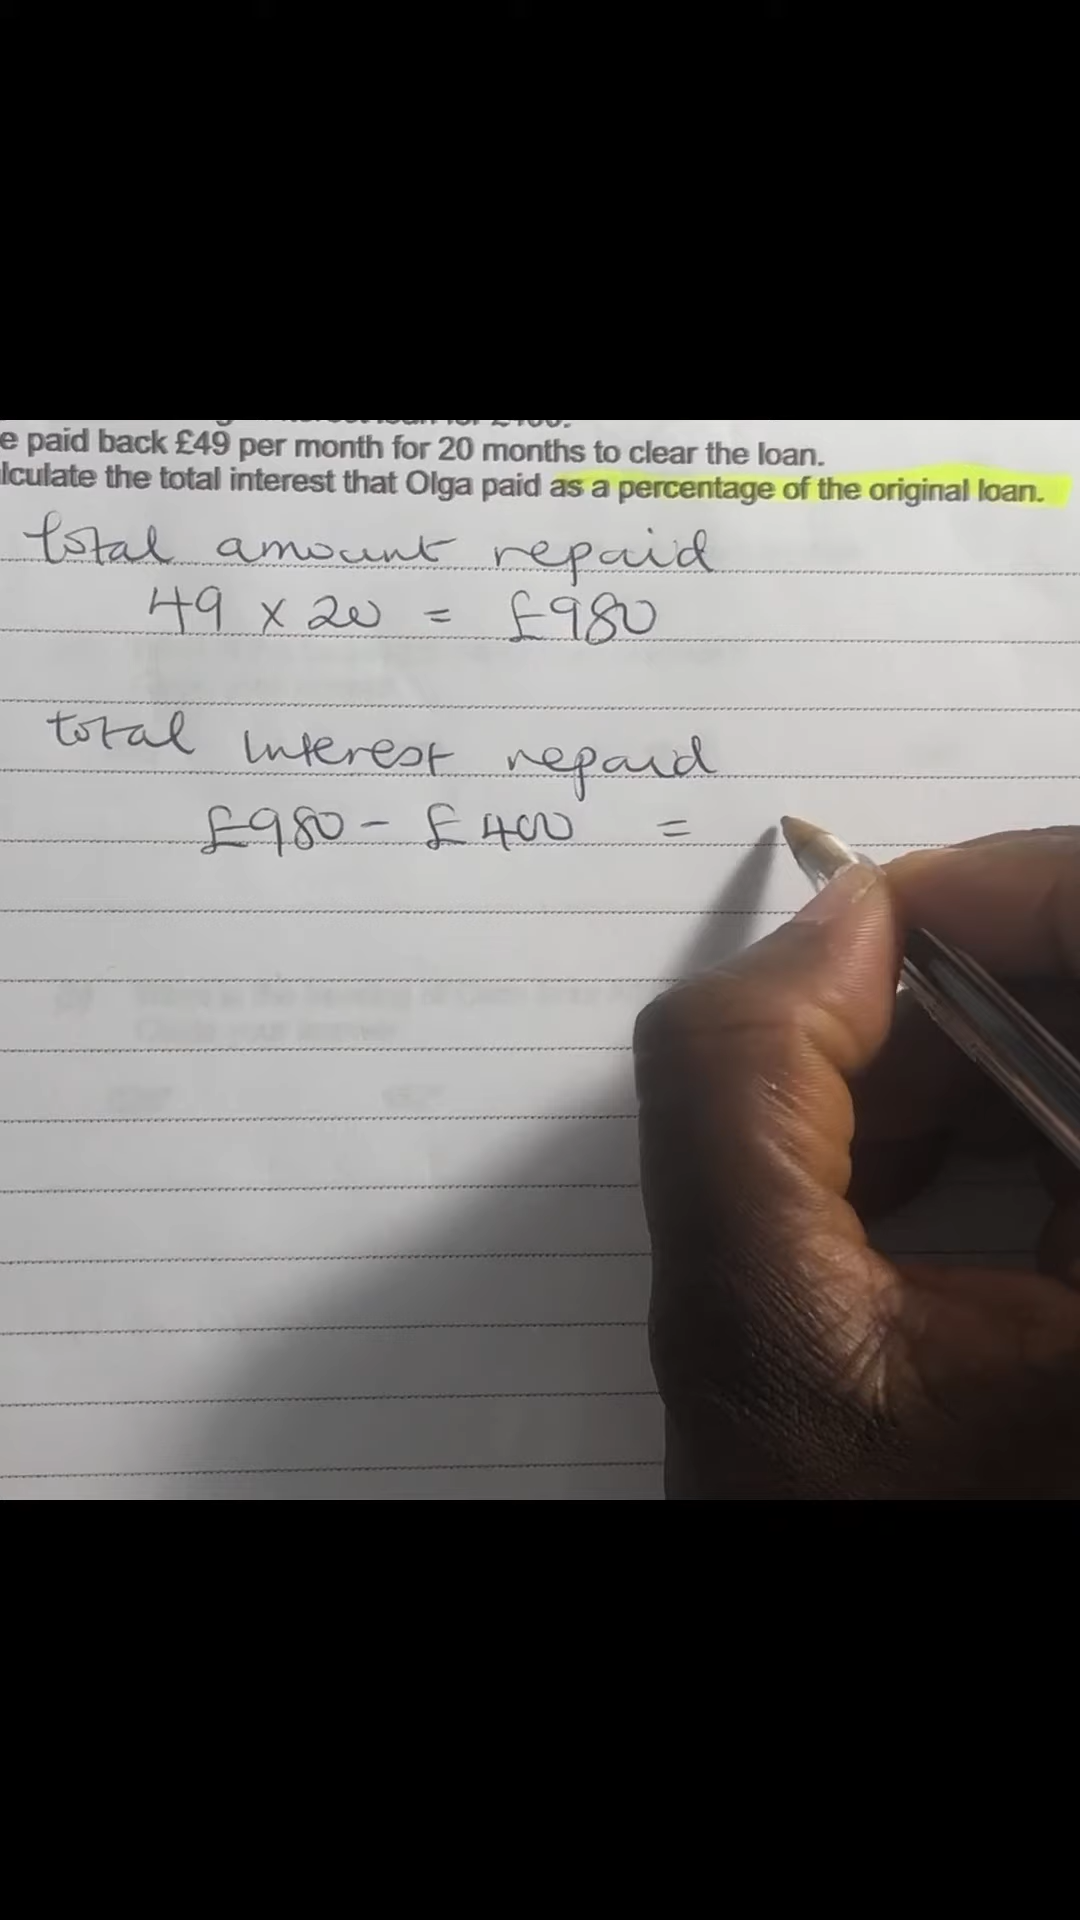 e paid back £49 per month for 20 months to clear the loan.
lculate the total interest that Olga paid as a percentage of the original loan.
total amount repaid
49 x 20 = £980
total interest repaid
£980 - £400 =